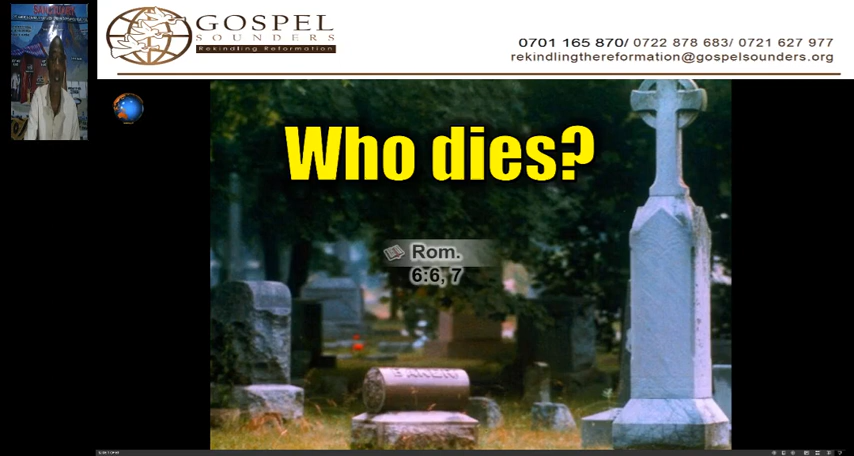 GOSPEL
SOUNDERS
Rekindling Reformation
0701 165 870/ 0722 878 683/ 0721 627 977
rekindlingthereformation@gospelsounders.org
Who dies?
Rom.
6:6, 7